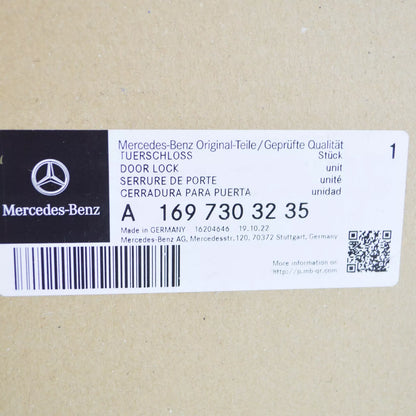 Mercedes-Benz
Mercedes-Benz Original-Teile/Geprüfte Qualität
TUERSCHLOSS Stück 1
DOOR LOCK unit
SERRURE DE PORTE unité
CERRADURA PARA PUERTA unidad
A 169 730 32 35
Made in GERMANY 16204646 19.10.22
Mercedes-Benz AG, Mercedesstr.120, 70372 Stuttgart, Germany
More information on
http://p.mb-qr.com/